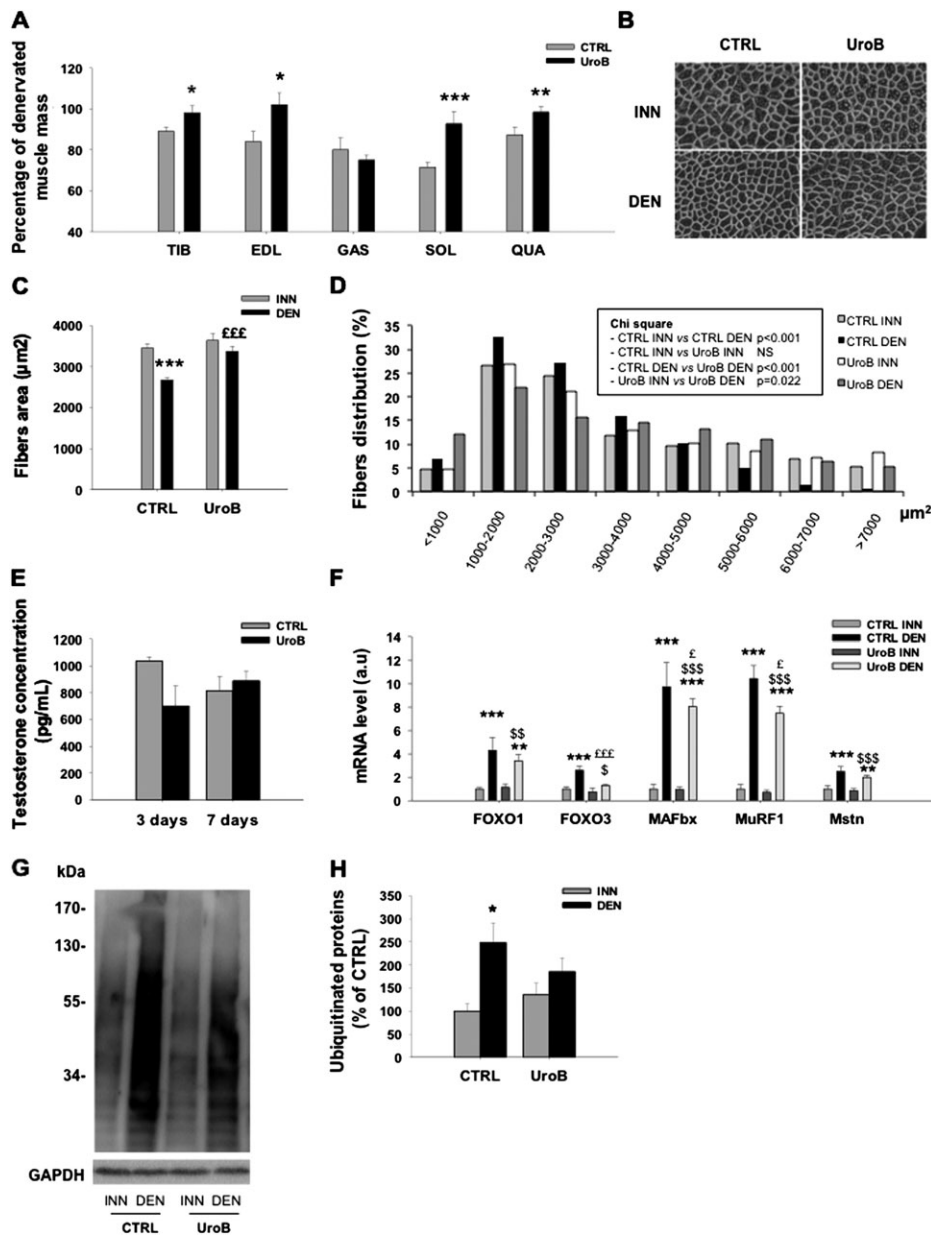 A
CTRL
UroB
Percentage of denervated
muscle mass
120
100
80
60
40
*
*
***
**
TIB EDL GAS SOL QUA
B
CTRL UroB
INN
DEN
C
INN
DEN
Fibers area (µm2)
4000
3000
2000
1000
0
***
£££
CTRL UroB
D
Fibers distribution (%)
35
30
25
20
15
10
5
0
Chi square
- CTRL INN vs CTRL DEN p<0.001
- CTRL INN vs UroB INN NS
- CTRL DEN vs UroB DEN p<0.001
- UroB INN vs UroB DEN p=0.022
CTRL INN
CTRL DEN
UroB INN
UroB DEN
<1000
1000-2000
2000-3000
3000-4000
4000-5000
5000-6000
6000-7000
>7000
µm²
E
CTRL
UroB
Testosterone concentration
(pg/mL)
1200
1000
800
600
400
200
0
3 days 7 days
F
CTRL INN
CTRL DEN
UroB INN
UroB DEN
mRNA level (a.u)
14
12
10
8
6
4
2
0
***
$$
**
***
£££
$
***
£
$$$
***
***
£
$$$
***
***
$$$
**
FOXO1 FOXO3 MAFbx MuRF1 Mstn
G
kDa
170-
130-
55-
34-
GAPDH
INN DEN INN DEN
CTRL UroB
H
INN
DEN
Ubiquitinated proteins
(% of CTRL)
350
300
250
200
150
100
50
0
*
CTRL UroB